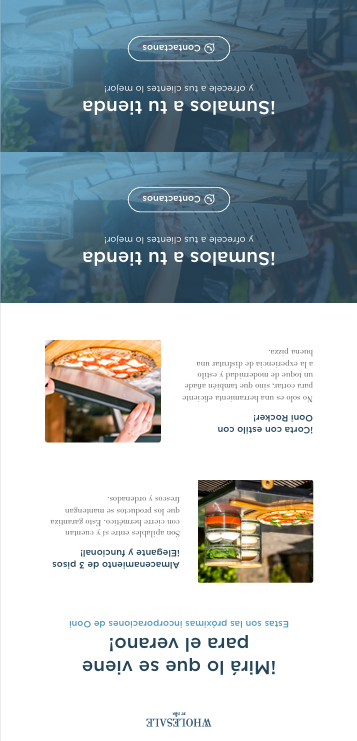 WHOLESALE
¡Mirá lo que se viene
para el verano!
Estas son las próximas incorporaciones de Ooni
Almacenamiento de 3 pisos
¡Elegante y funcional!
Son apilables entre sí y cuentan
con cierre hermético. Esto garantiza
que los productos se mantengan
frescos y ordenados.
¡Corta con estilo con
Ooni Rocker!
No solo es una herramienta eficiente
para cortar, sino que también añade
un toque de modernidad y estilo
a la experiencia de disfrutar una
buena pizza.
¡Sumalos a tu tienda
y ofrecele a tus clientes lo mejor!
Contactanos
¡Sumalos a tu tienda
y ofrecele a tus clientes lo mejor!
Contactanos